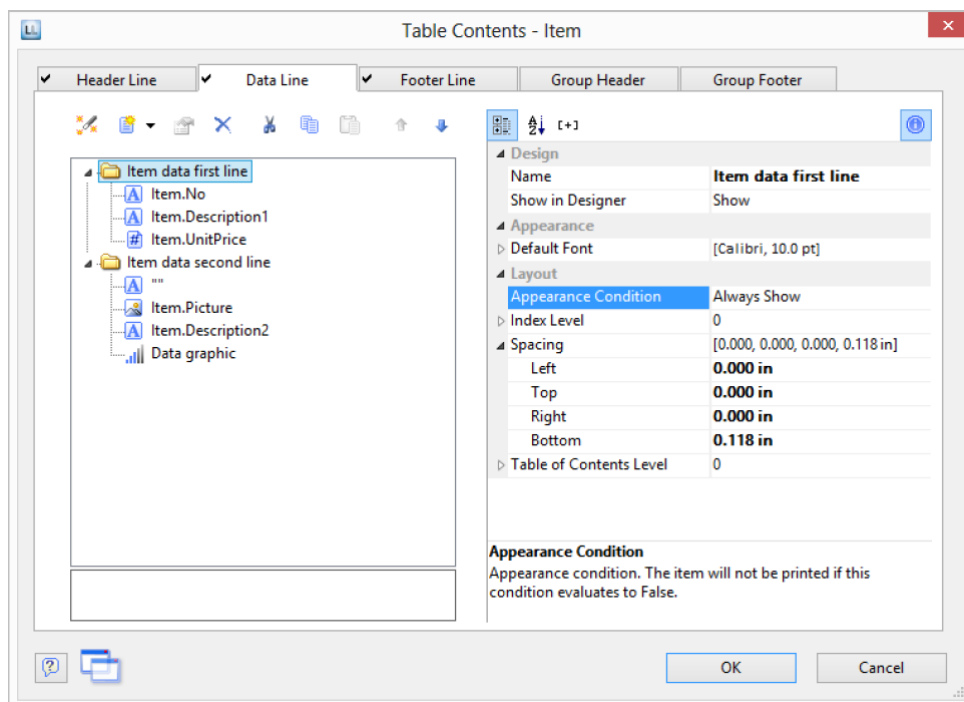 LL Table Contents - Item
Header Line Data Line Footer Line Group Header Group Footer
Item data first line
Item.No
Item.Description1
Item.UnitPrice
Item data second line
""
Item.Picture
Item.Description2
Data graphic
[+]
Design
Name Item data first line
Show in Designer Show
Appearance
Default Font [Calibri, 10.0 pt]
Layout
Appearance Condition Always Show
Index Level 0
Spacing [0.000, 0.000, 0.000, 0.118 in]
Left 0.000 in
Top 0.000 in
Right 0.000 in
Bottom 0.118 in
Table of Contents Level 0
Appearance Condition
Appearance condition. The item will not be printed if this
condition evaluates to False.
OK Cancel